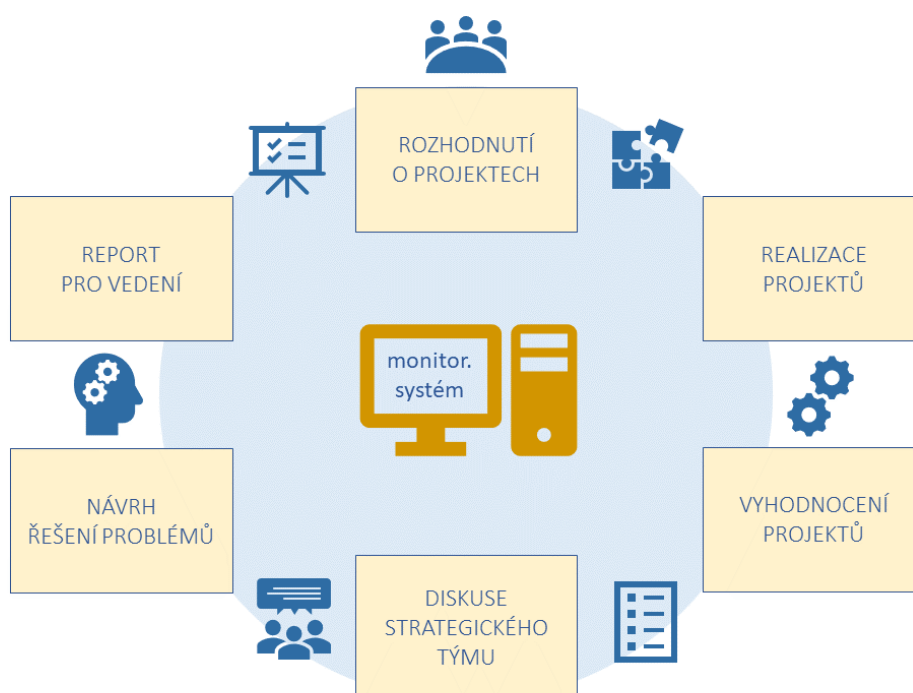 ROZHODNUTÍ
O PROJEKTECH
REPORT
PRO VEDENÍ
REALIZACE
PROJEKTŮ
monitor.
systém
NÁVRH
ŘEŠENÍ PROBLÉMŮ
VYHODNOCENÍ
PROJEKTŮ
DISKUSE
STRATEGICKÉHO
TÝMU